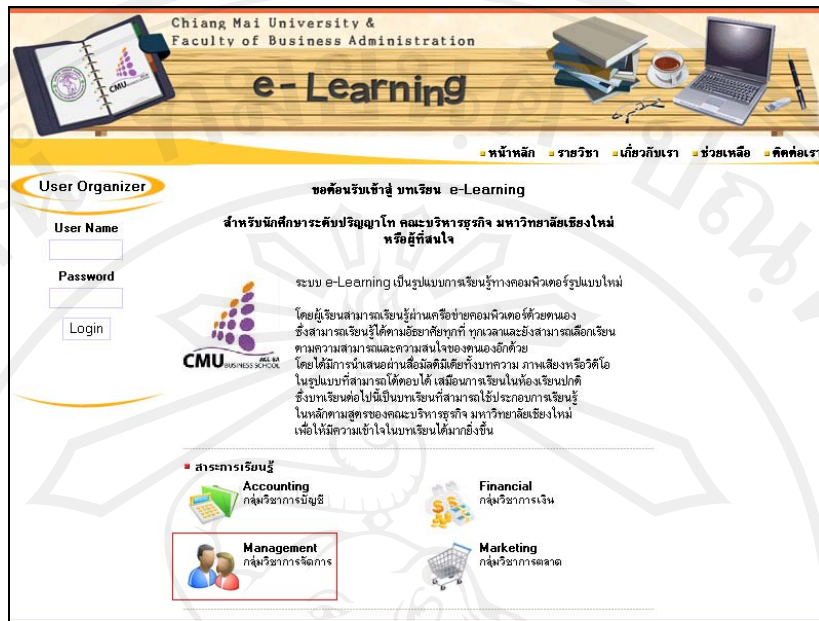 Chiang Mai University &
Faculty of Business Administration
e-Learning
CMU
หน้าหลัก รายวิชา เกี่ยวกับเรา ช่วยเหลือ ติดต่อเรา
User Organizer
User Name
Password
Login
ขอต้อนรับเข้าสู่ บทเรียน e-Learning
สำหรับนักศึกษาระดับปริญญาโท คณะบริหารธุรกิจ มหาวิทยาลัยเชียงใหม่
หรือผู้ที่สนใจ
CMU BUSINESS SCHOOL
ระบบ e-Learning เป็นรูปแบบการเรียนรู้ทางคอมพิวเตอร์รูปแบบใหม่
โดยผู้เรียนสามารถเรียนรู้ผ่านเครือข่ายคอมพิวเตอร์ด้วยตนเอง
ซึ่งสามารถเรียนรู้ได้ตามอัธยาศัยทุกที่ ทุกเวลาและยังสามารถเลือกเรียน
ตามความสามารถและความสนใจของตนเองอีกด้วย
โดยได้มีการนำเสนอผ่านสื่อมัลติมีเดียทั้งบทความ ภาพเสียงหรือวิดีโอ
ในรูปแบบที่สามารถโต้ตอบได้ เสมือนการเรียนในห้องเรียนปกติ
ซึ่งบทเรียนต่อไปนี้เป็นบทเรียนที่สามารถใช้ประกอบการเรียนรู้
ในหลักตามสูตรของคณะบริหารธุรกิจ มหาวิทยาลัยเชียงใหม่
เพื่อให้มีความเข้าใจในบทเรียนได้มากยิ่งขึ้น
สาระการเรียนรู้
Accounting
กลุ่มวิชาการบัญชี
Financial
กลุ่มวิชาการเงิน
Management
กลุ่มวิชาการจัดการ
Marketing
กลุ่มวิชาการตลาด